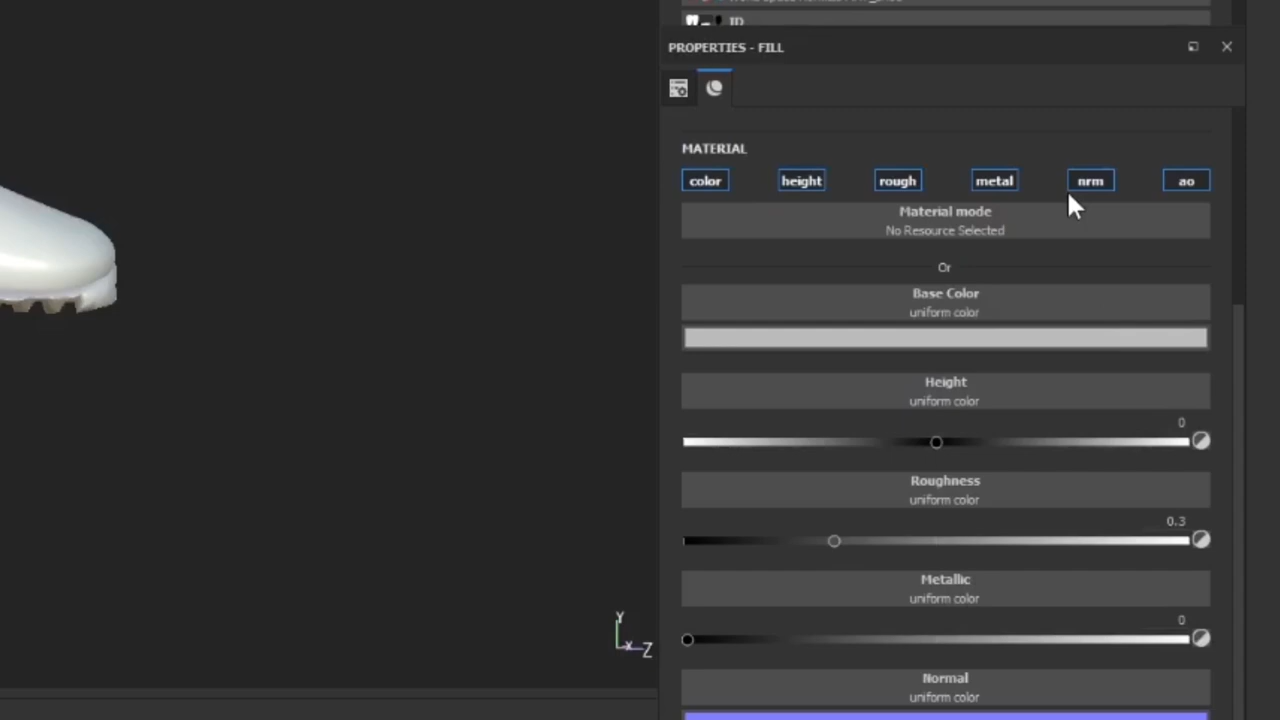 ID
PROPERTIES - FILL
MATERIAL
color height rough metal nrm ao
Material mode
No Resource Selected
Or
Base Color
uniform color
Height
uniform color
0
Roughness
uniform color
0.3
Metallic
uniform color
0
Normal
uniform color
Y
X Z